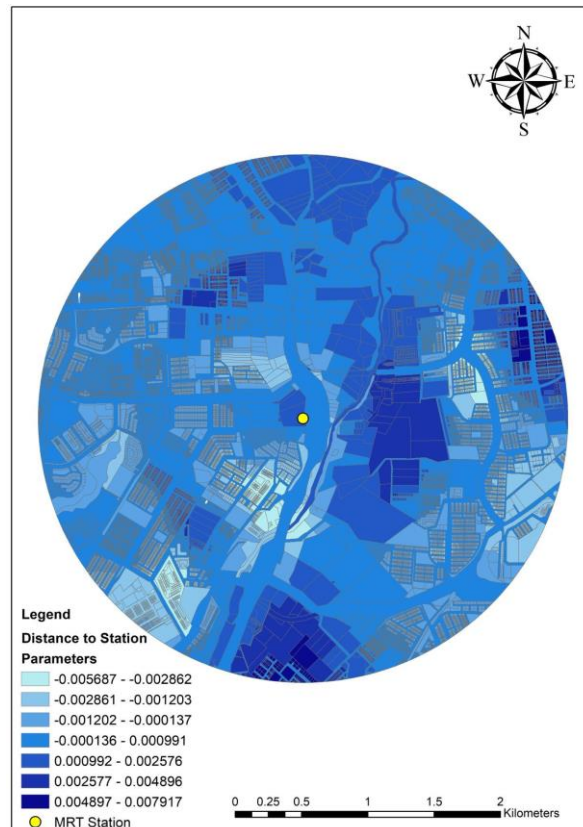 N
W E
S
Legend
Distance to Station
Parameters
-0.005687 - -0.002862
-0.002861 - -0.001203
-0.001202 - -0.000137
-0.000136 - 0.000991
0.000992 - 0.002576
0.002577 - 0.004896
0.004897 - 0.007917
MRT Station
0 0.25 0.5 1 1.5 2
Kilometers